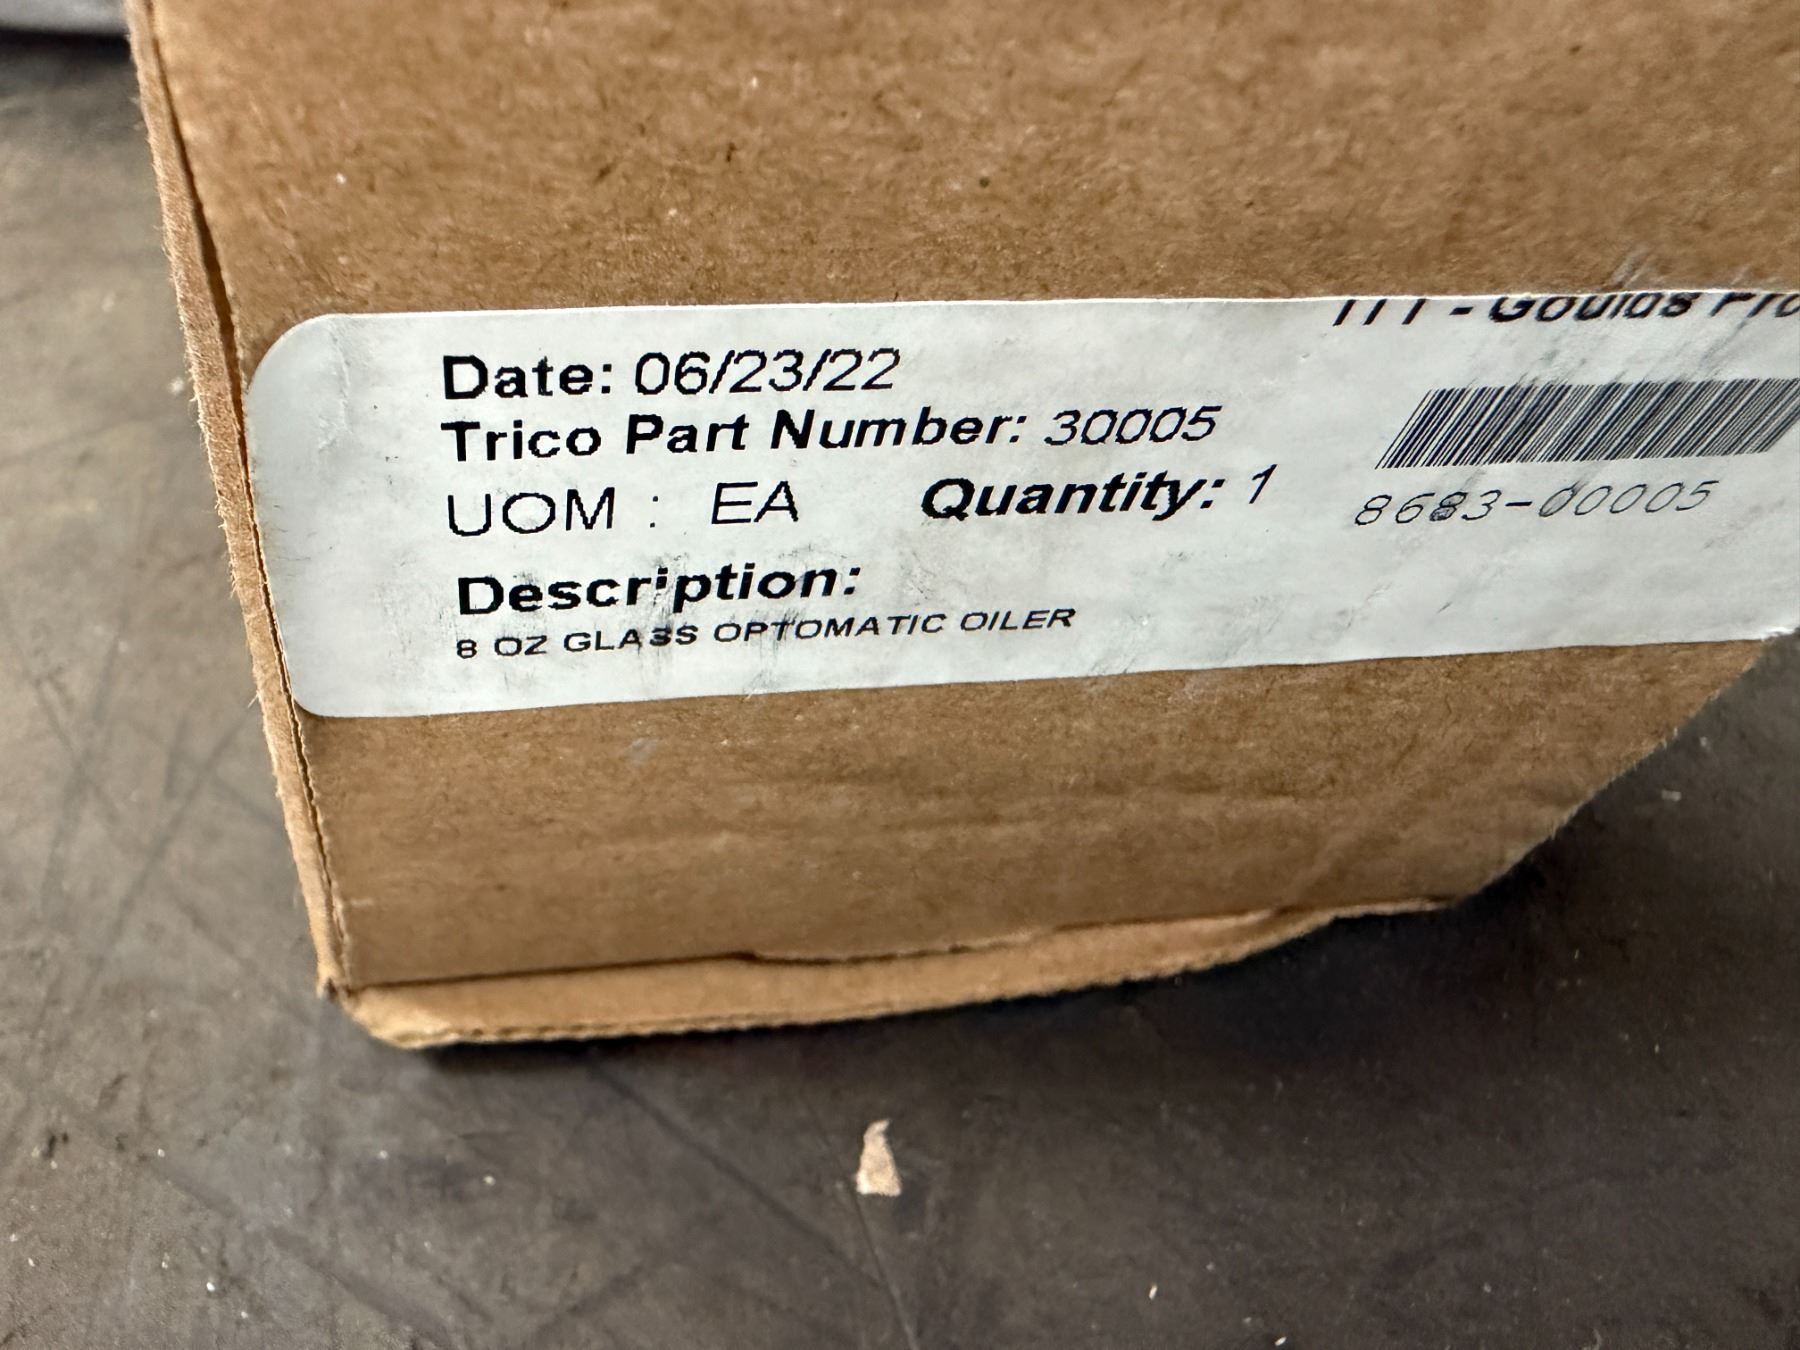 ITT - Goulds Pro
Date: 06/23/22
Trico Part Number: 30005
UOM : EA Quantity: 1
8683-00005
Description:
8 OZ GLASS OPTOMATIC OILER